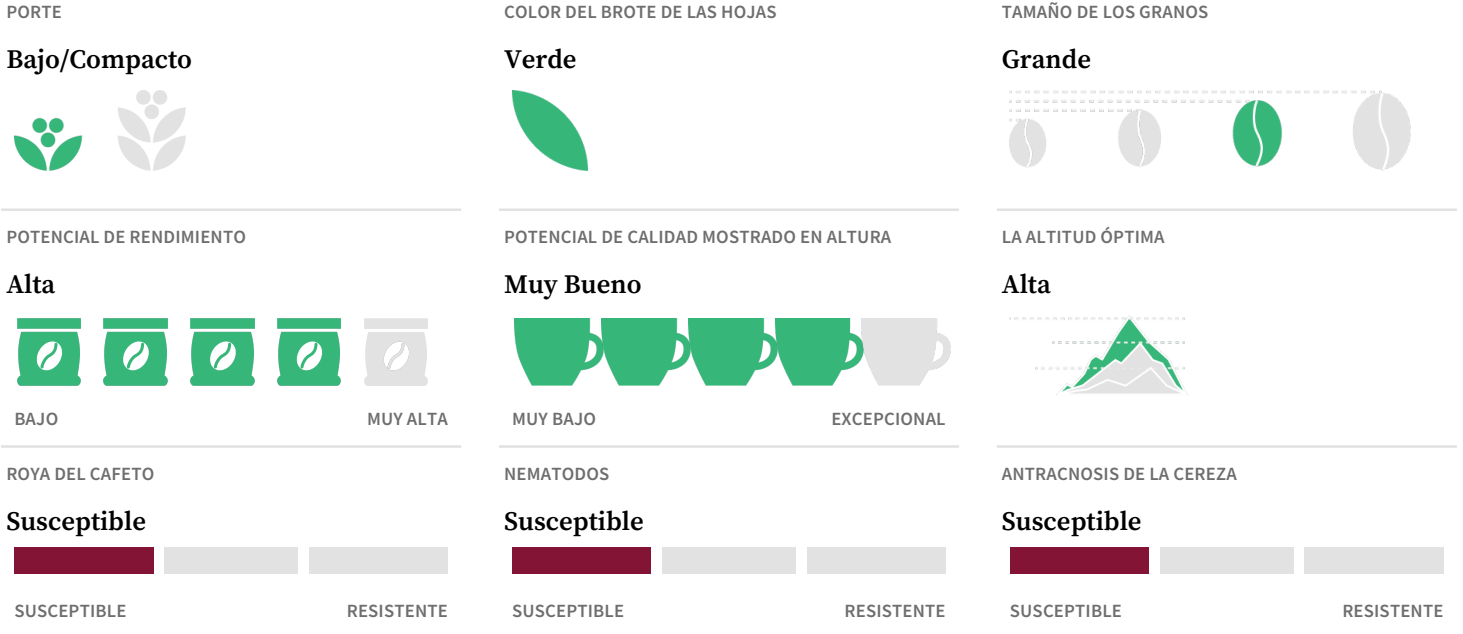 PORTE
Bajo/Compacto
COLOR DEL BROTE DE LAS HOJAS
Verde
TAMAÑO DE LOS GRANOS
Grande
POTENCIAL DE RENDIMIENTO
Alta
BAJO
MUY ALTA
POTENCIAL DE CALIDAD MOSTRADO EN ALTURA
Muy Bueno
MUY BAJO
EXCEPCIONAL
LA ALTITUD ÓPTIMA
Alta
ROYA DEL CAFETO
Susceptible
SUSCEPTIBLE
RESISTENTE
NEMATODOS
Susceptible
SUSCEPTIBLE
RESISTENTE
ANTRACNOSIS DE LA CEREZA
Susceptible
SUSCEPTIBLE
RESISTENTE